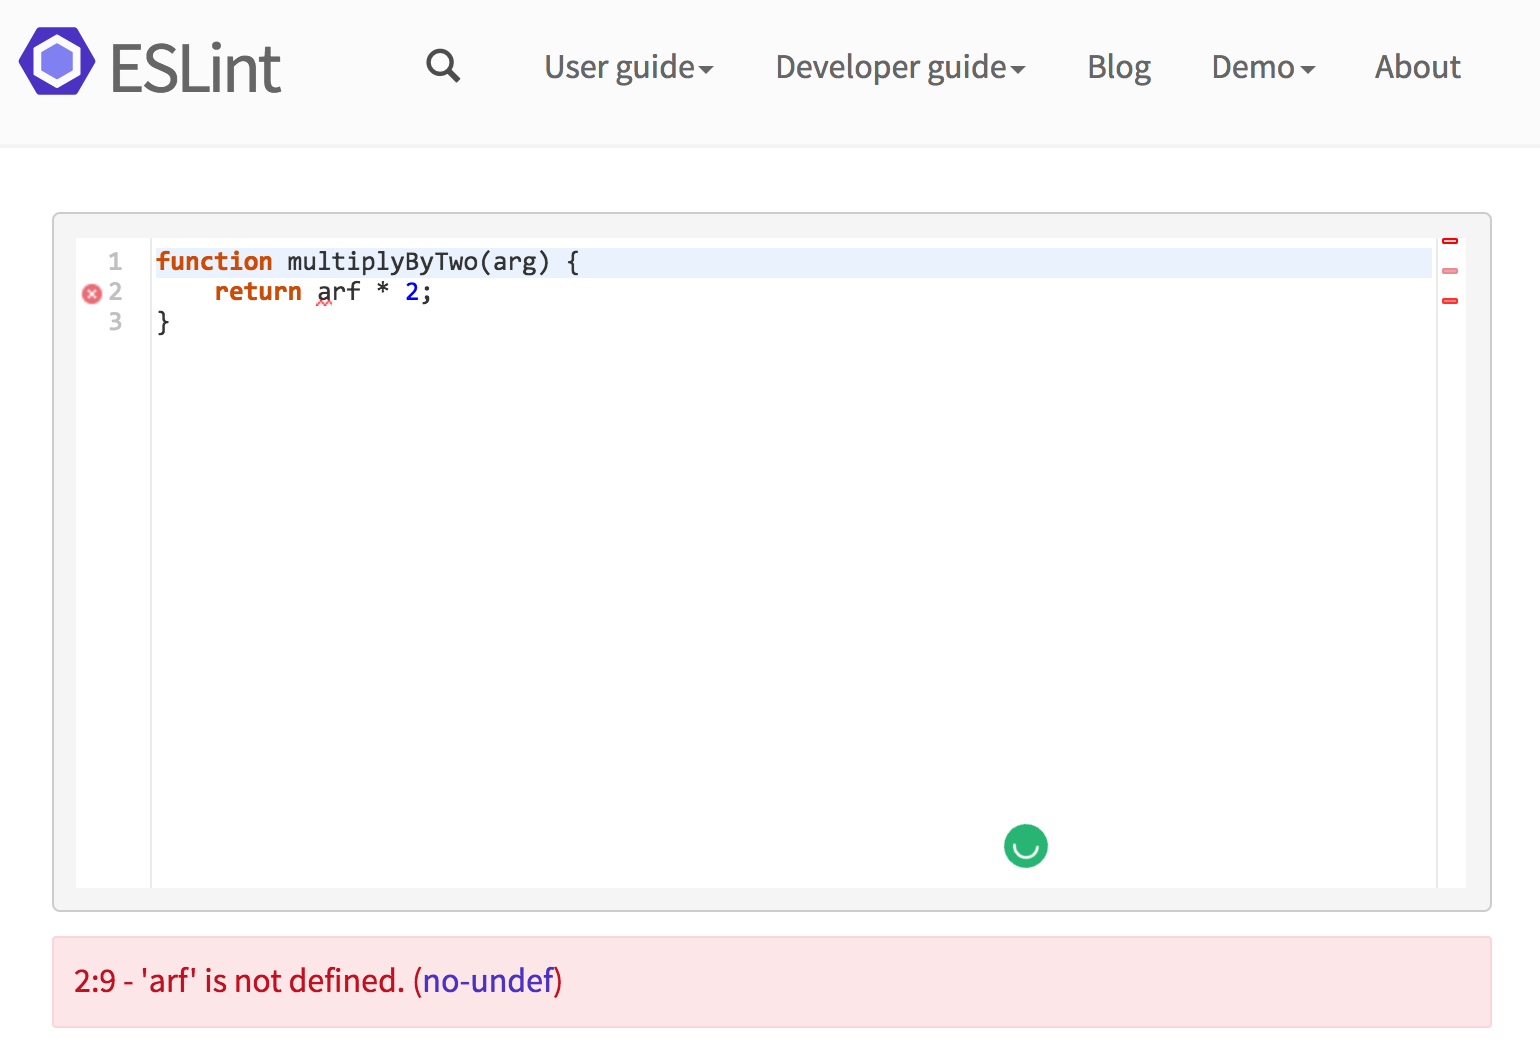 ESLint User guide Developer guide Blog Demo About
1 function multiplyByTwo(arg) {
2 return arf * 2;
3 }
2:9 - 'arf' is not defined. (no-undef)